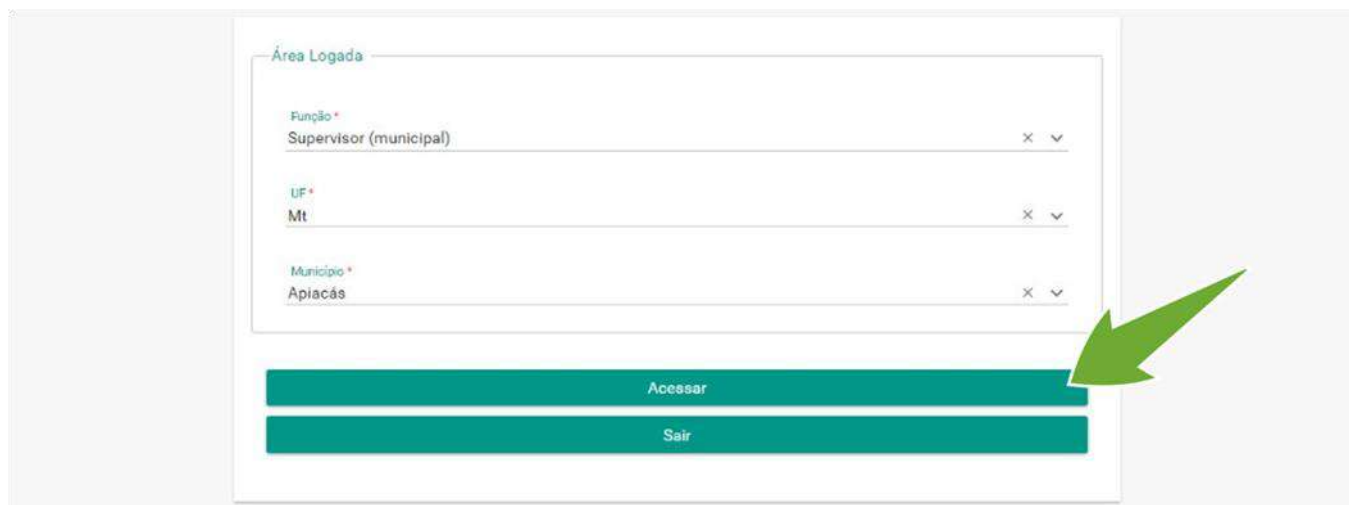 Área Logada
Função *
Supervisor (municipal)
UF *
Mt
Município *
Apiacás
Acessar
Sair